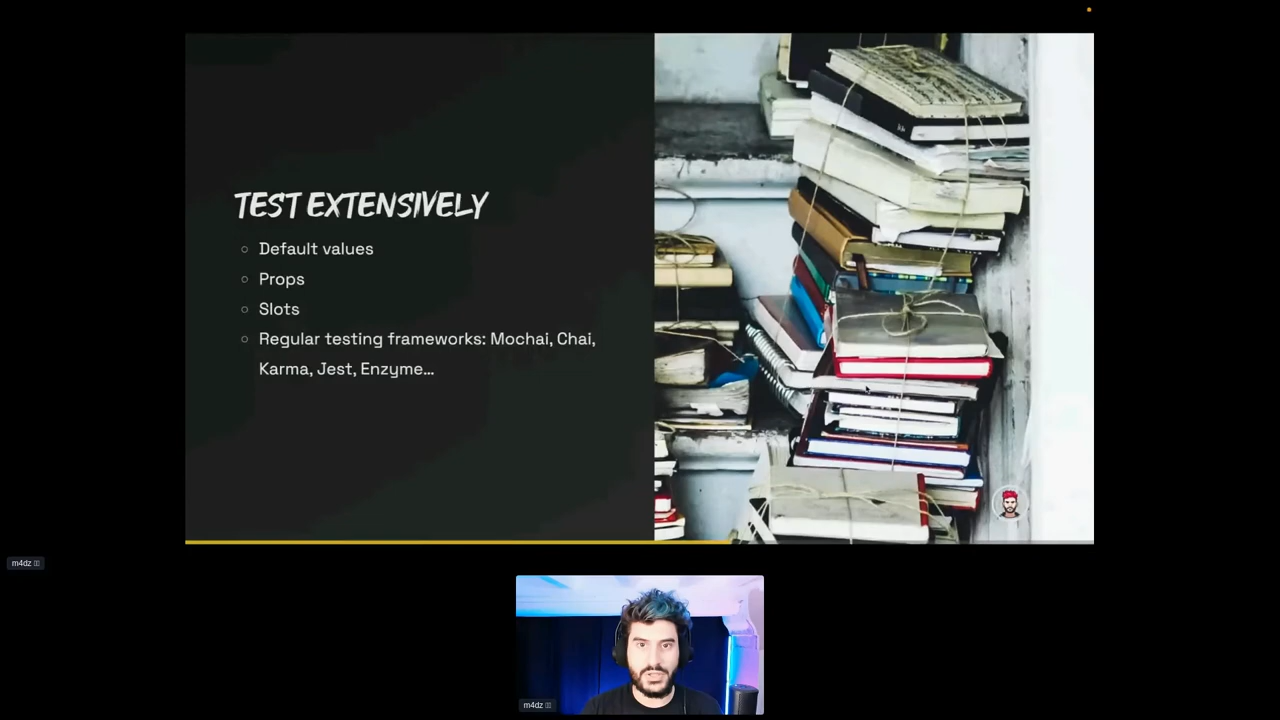 TEST EXTENSIVELY
Default values
Props
Slots
Regular testing frameworks: Mochai, Chai,
Karma, Jest, Enzyme...
m4dz
m4dz